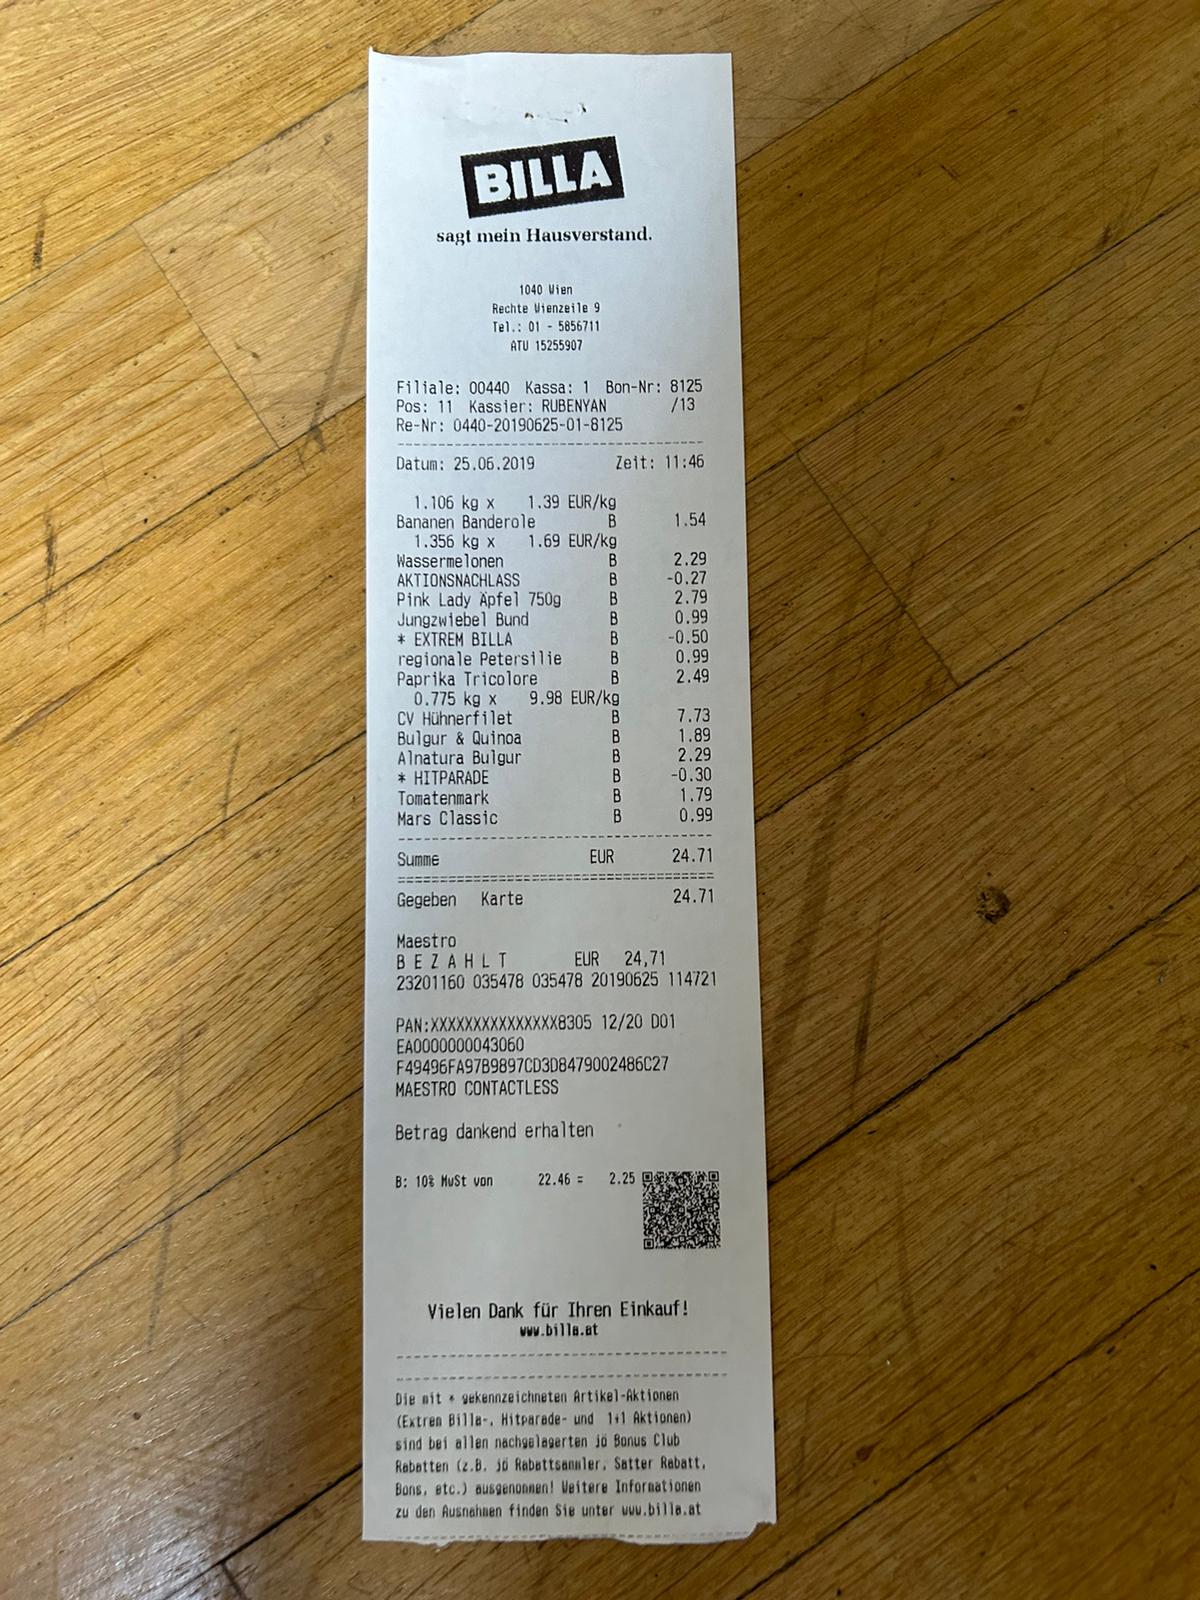 BILLA
sagt mein Hausverstand.
1040 Wien
Rechte Wienzeile 9
Tel.: 01 - 5856711
ATU 15255907
Filiale: 00440 Kassa: 1 Bon-Nr: 8125
Pos: 11 Kassier: RUBENYAN /13
Re-Nr: 0440-20190625-01-8125
Datum: 25.06.2019 Zeit: 11:46
1.106 kg x 1.39 EUR/kg
Bananen Banderole B 1.54
1.356 kg x 1.69 EUR/kg
Wassermelonen B 2.29
AKTIONSNACHLASS B -0.27
Pink Lady Äpfel 750g B 2.79
Jungzwiebel Bund B 0.99
* EXTREM BILLA B -0.50
regionale Petersilie B 0.99
Paprika Tricolore B 2.49
0.775 kg x 9.98 EUR/kg
CV Hühnerfilet B 7.73
Bulgur & Quinoa B 1.89
Alnatura Bulgur B 2.29
* HITPARADE B -0.30
Tomatenmark B 1.79
Mars Classic B 0.99
Summe EUR 24.71
Gegeben Karte 24.71
Maestro
B E Z A H L T EUR 24,71
23201160 035478 035478 20190625 114721
PAN:XXXXXXXXXXXXXXX8305 12/20 D01
EA0000000043060
F49496FA97B9897CD3D8479002486C27
MAESTRO CONTACTLESS
Betrag dankend erhalten
B: 10% MwSt von 22.46 = 2.25
Vielen Dank für Ihren Einkauf!
www.billa.at
Die mit * gekennzeichneten Artikel-Aktionen
(Extrem Billa-, Hitparade- und 1+1 Aktionen)
sind bei allen nachgelagerten jö Bonus Club
Rabatten (z.B. jö Rabattsammler, Satter Rabatt,
Bons, etc.) ausgenommen! Weitere Informationen
zu den Ausnahmen finden Sie unter www.billa.at